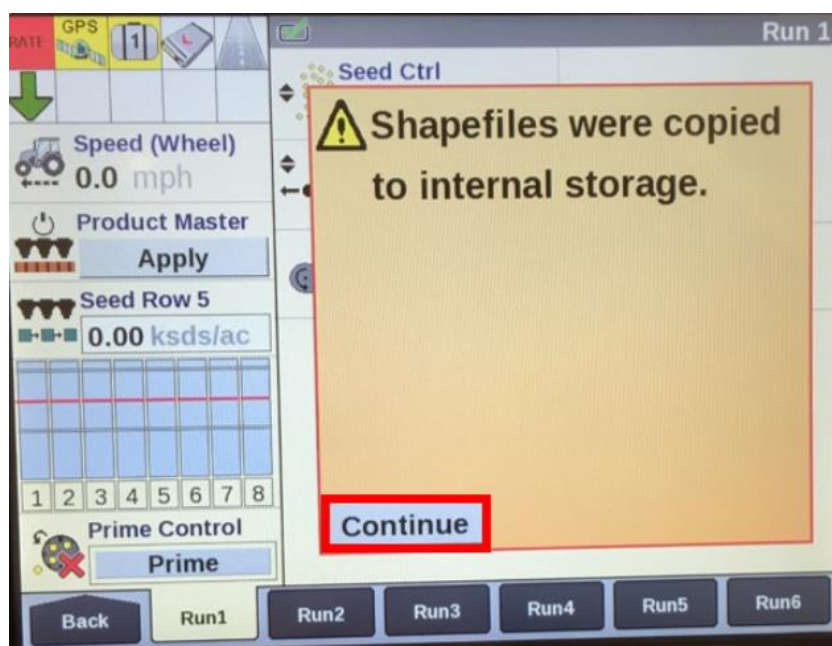 RATE
GPS
1
Run 1
Seed Ctrl
Speed (Wheel)
0.0 mph
Product Master
Apply
Seed Row 5
0.00 ksds/ac
1 2 3 4 5 6 7 8
Prime Control
Prime
Shapefiles were copied
to internal storage.
Continue
Back
Run1
Run2
Run3
Run4
Run5
Run6